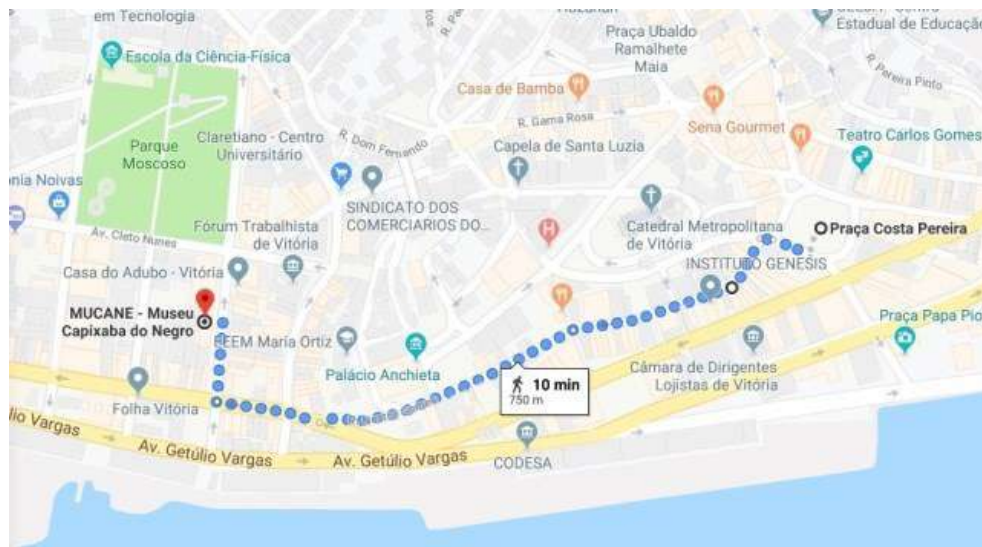 em Tecnologia
Escola da Ciência-Física
Praça Ubaldo
Ramalhete
Maia
Estadual de Educação
R. Pereira Pinto
Casa de Bamba
R. Gama Rosa
Sena Gourmet
Teatro Carlos Gomes
Parque
Moscoso
Claretiano - Centro
Universitário
R. Dom Fernando
Capela de Santa Luzia
onia Noivas
SINDICATO DOS
COMERCIARIOS DO...
Av. Cleto Nunes
Fórum Trabalhista
de Vitória
Catedral Metropolitana
de Vitória
Praça Costa Pereira
Casa do Adubo - Vitória
INSTITUTO GENESIS
MUCANE - Museu
Capixaba do Negro
EEEM Maria Ortiz
Praça Papa Pio
Palácio Anchieta
10 min
750 m
Câmara de Dirigentes
Lojistas de Vitória
Folha Vitória
úlio Vargas
Av. Getúlio Vargas
Av. Getúlio Vargas
CODESA